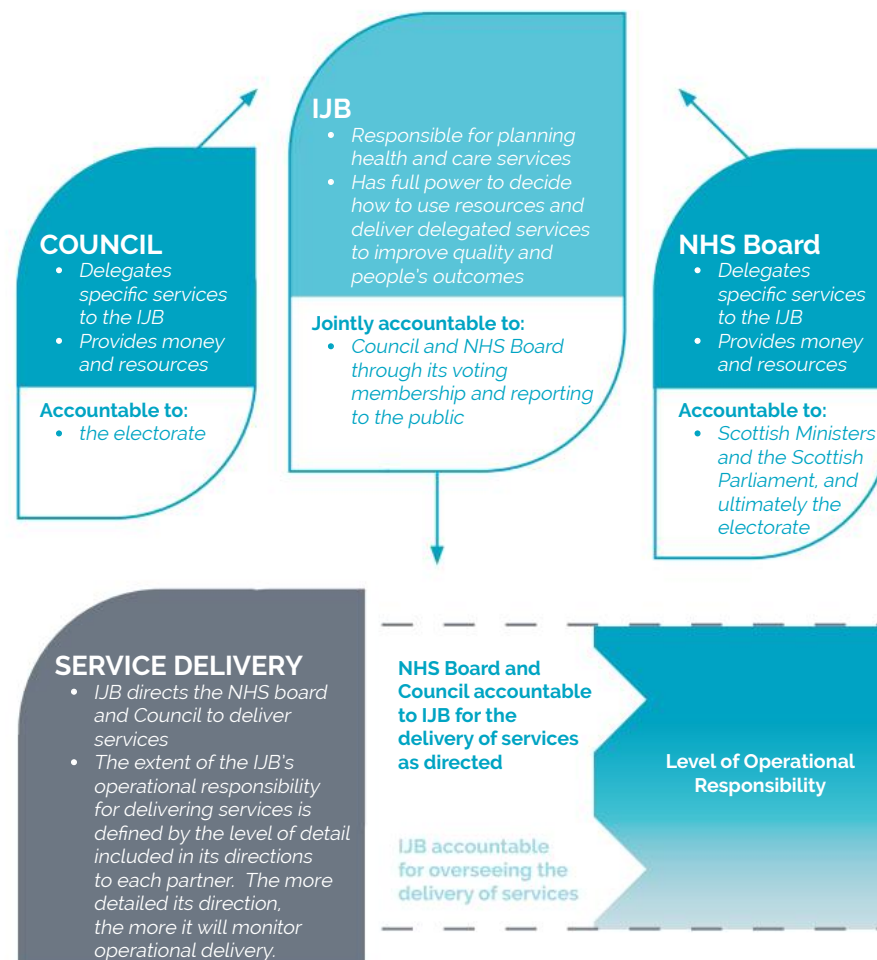 IJB
• Responsible for planning
health and care services
• Has full power to decide
how to use resources and
deliver delegated services
to improve quality and
people's outcomes
Jointly accountable to:
• Council and NHS Board
through its voting
membership and reporting
to the public
COUNCIL
• Delegates
specific services
to the IJB
• Provides money
and resources
Accountable to:
• the electorate
NHS Board
• Delegates
specific services
to the IJB
• Provides money
and resources
Accountable to:
• Scottish Ministers
and the Scottish
Parliament, and
ultimately the
electorate
SERVICE DELIVERY
• IJB directs the NHS board
and Council to deliver
services
• The extent of the IJB's
operational responsibility
for delivering services is
defined by the level of detail
included in its directions
to each partner. The more
detailed its direction,
the more it will monitor
operational delivery.
NHS Board and
Council accountable
to IJB for the
delivery of services
as directed
IJB accountable
for overseeing the
delivery of services
Level of Operational
Responsibility